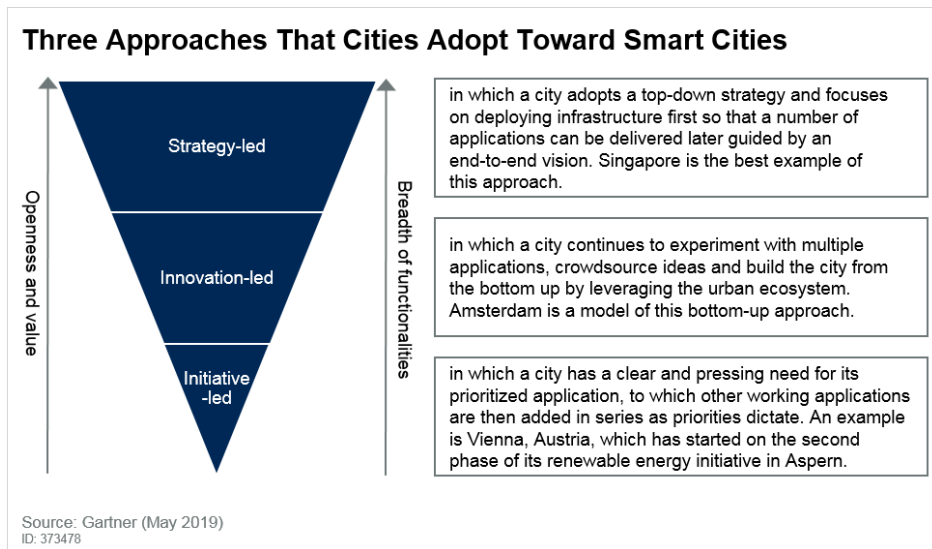 Three Approaches That Cities Adopt Toward Smart Cities
Openness and value
Strategy-led
Innovation-led
Initiative
-led
Breadth of functionalities
in which a city adopts a top-down strategy and focuses
on deploying infrastructure first so that a number of
applications can be delivered later guided by an
end-to-end vision. Singapore is the best example of
this approach.
in which a city continues to experiment with multiple
applications, crowdsource ideas and build the city from
the bottom up by leveraging the urban ecosystem.
Amsterdam is a model of this bottom-up approach.
in which a city has a clear and pressing need for its
prioritized application, to which other working applications
are then added in series as priorities dictate. An example
is Vienna, Austria, which has started on the second
phase of its renewable energy initiative in Aspern.
Source: Gartner (May 2019)
ID: 373478